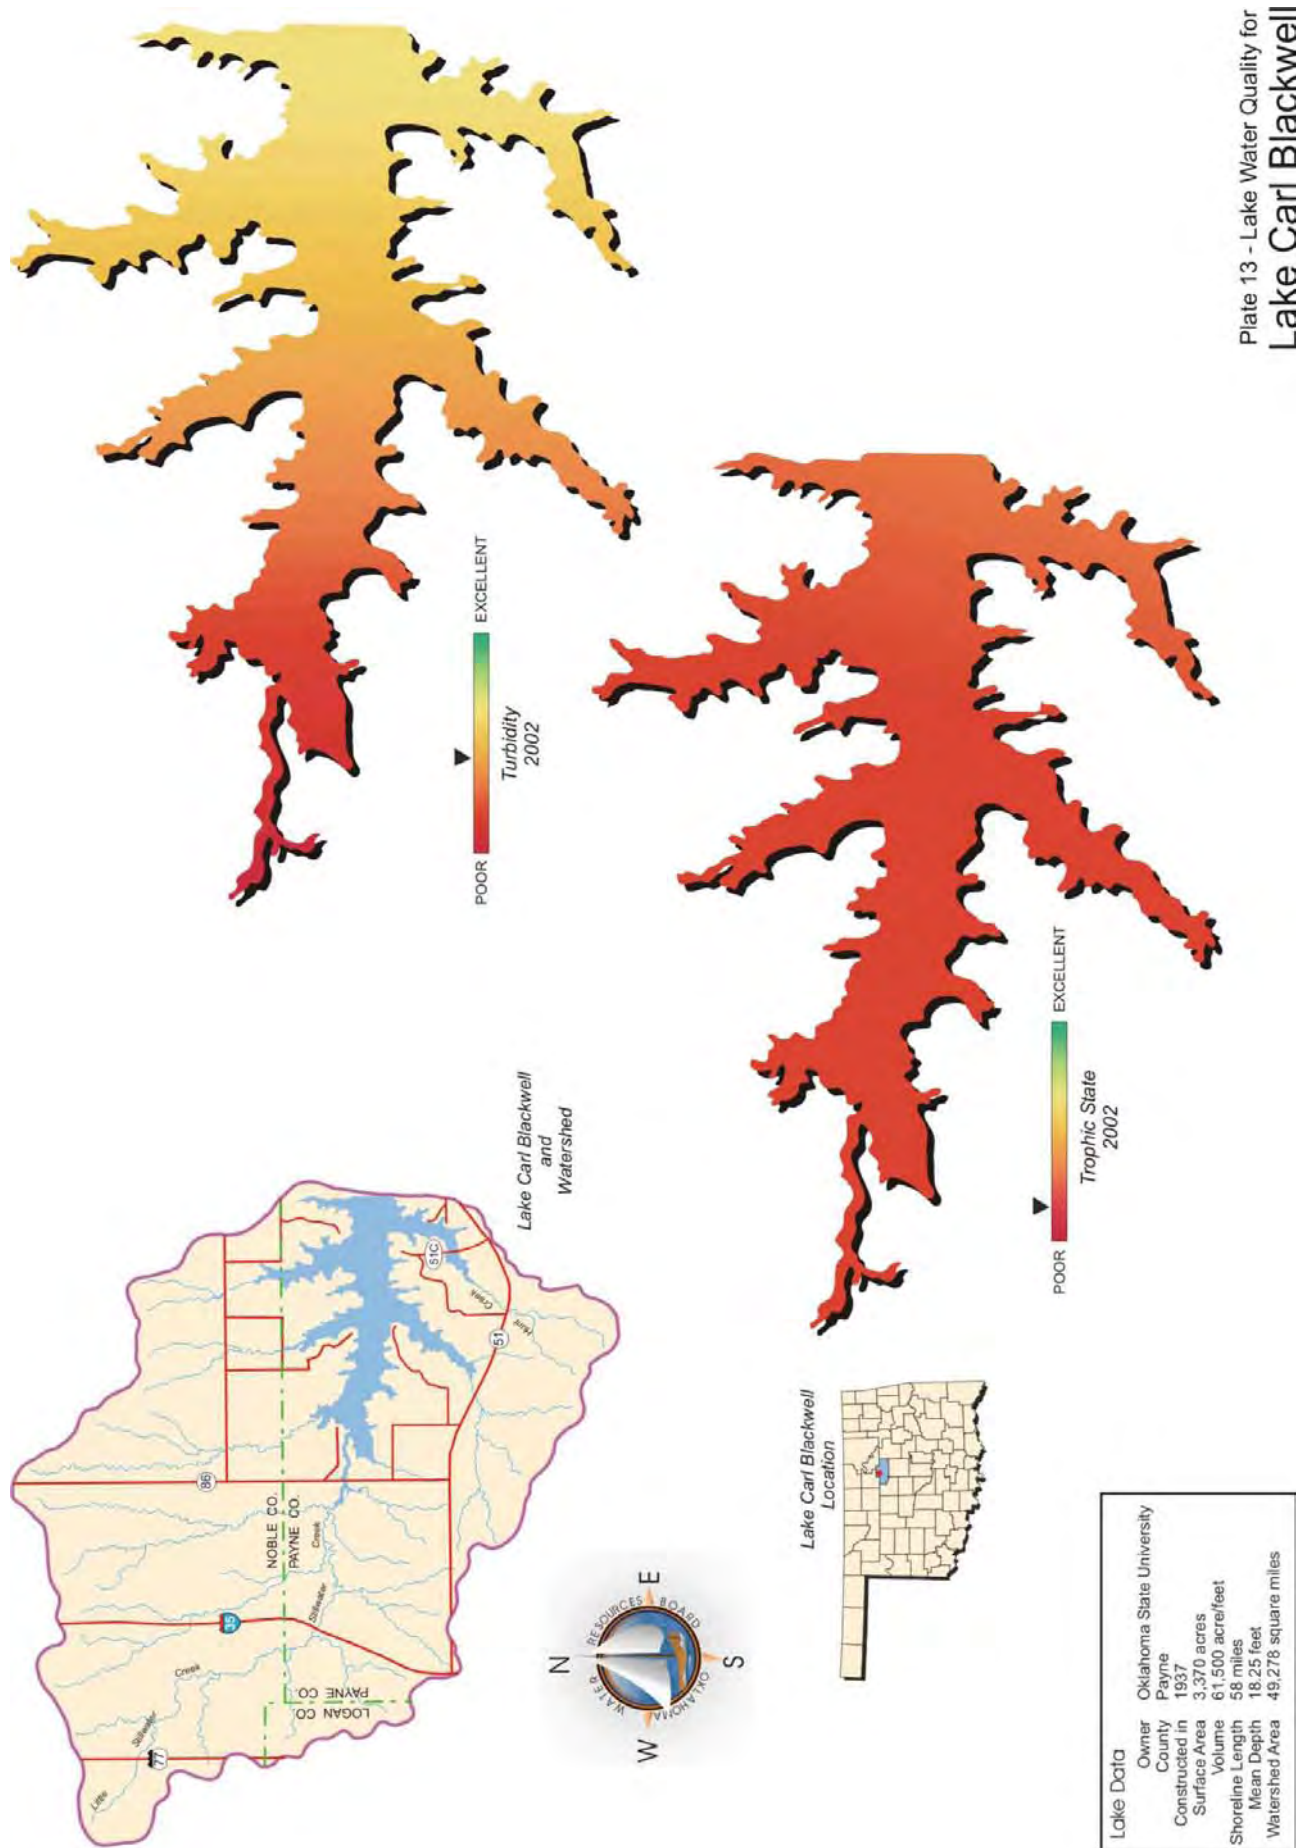 Plate 13 - Lake Water Quality for
Lake Carl Blackwell
POOR
EXCELLENT
Turbidity
2002
POOR
EXCELLENT
Trophic State
2002
Lake Carl Blackwell
and
Watershed
NOBLE CO.
PAYNE CO.
LOGAN CO.
PAYNE CO.
Little
Stillwater
Creek
Stillwater
Creek
Hunt
Creek
77
35
86
51
51C
N
W
E
S
WATER RESOURCES BOARD
OKLAHOMA
Lake Carl Blackwell
Location
Lake Data
Owner Oklahoma State University
County Payne
Constructed in 1937
Surface Area 3,370 acres
Volume 61,500 acre/feet
Shoreline Length 58 miles
Mean Depth 18.25 feet
Watershed Area 49,278 square miles